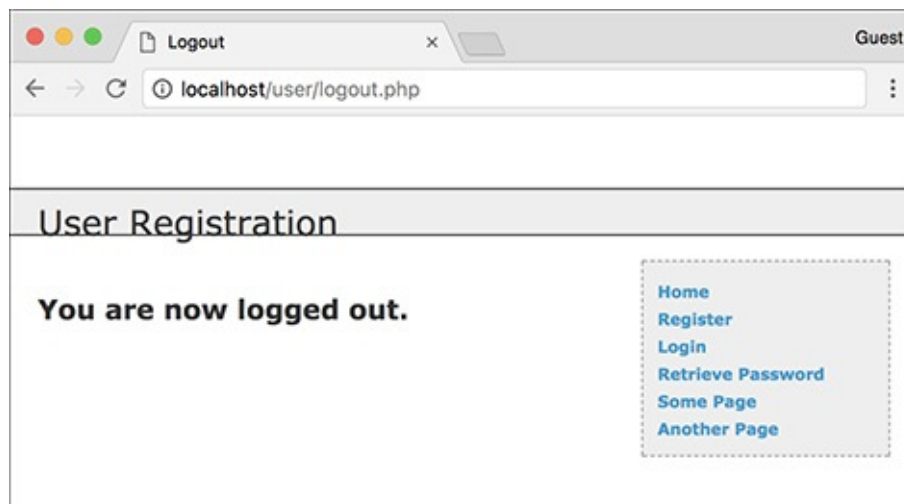 Logout
Guest
localhost/user/logout.php
User Registration
You are now logged out.
Home
Register
Login
Retrieve Password
Some Page
Another Page